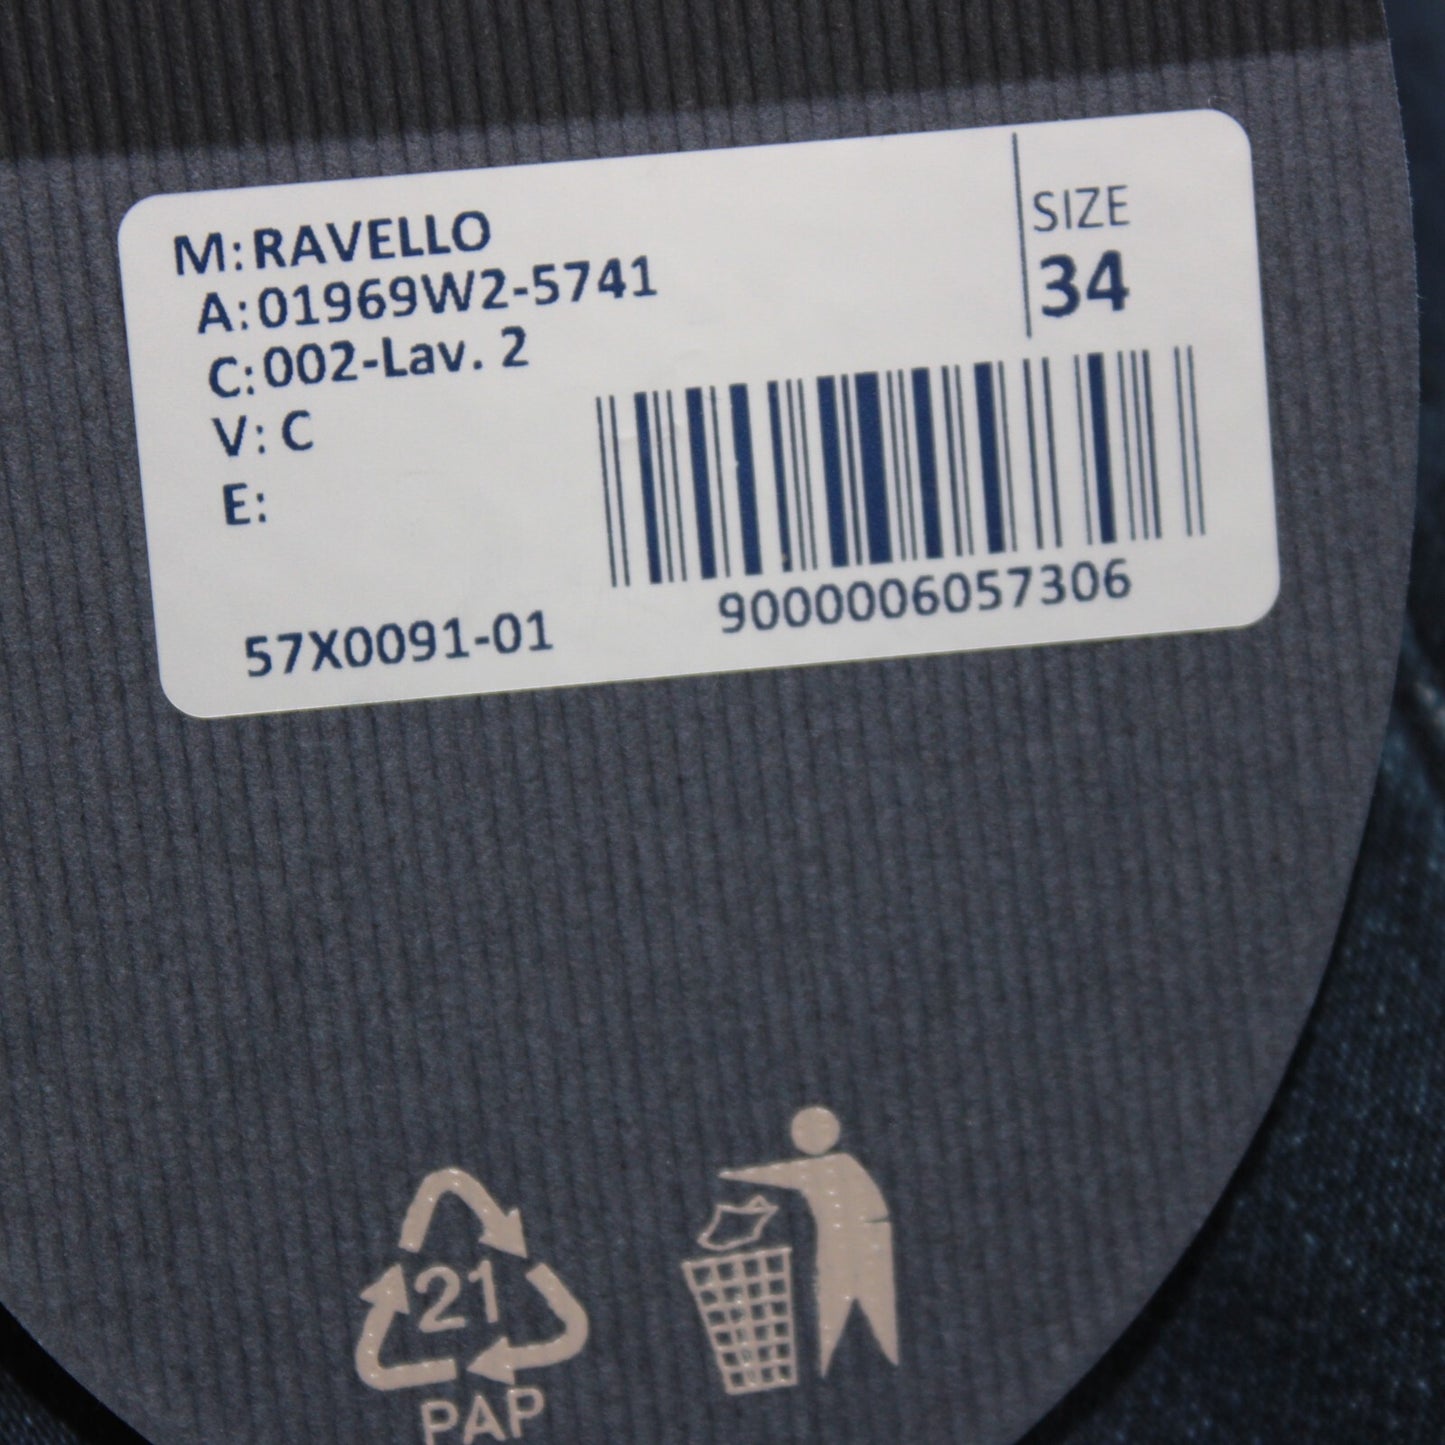 M: RAVELLO
A: 01969W2-5741
C: 002-Lav. 2
V: C
E:
57X0091-01
SIZE
34
9000006057306
21
PAP